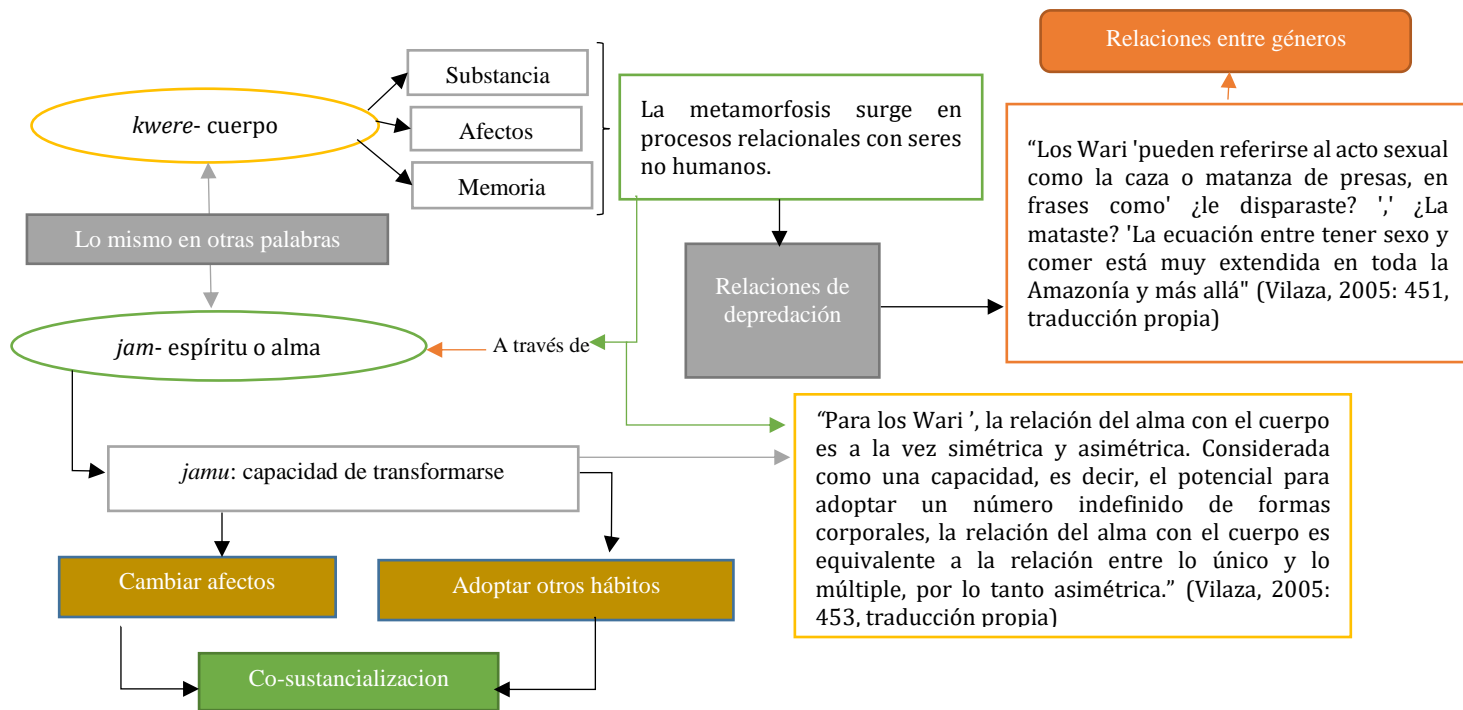 Relaciones entre géneros
Substancia
kwere- cuerpo
Afectos
Memoria
La metamorfosis surge en
procesos relacionales con seres
no humanos.
“Los Wari 'pueden referirse al acto sexual
como la caza o matanza de presas, en
frases como' ¿le disparaste? ',' ¿La
mataste? 'La ecuación entre tener sexo y
comer está muy extendida en toda la
Amazonía y más allá" (Vilaza, 2005: 451,
traducción propia)
Lo mismo en otras palabras
Relaciones de
depredación
jam- espíritu o alma
A través de
jamu: capacidad de transformarse
“Para los Wari ’, la relación del alma con el cuerpo
es a la vez simétrica y asimétrica. Considerada
como una capacidad, es decir, el potencial para
adoptar un número indefinido de formas
corporales, la relación del alma con el cuerpo es
equivalente a la relación entre lo único y lo
múltiple, por lo tanto asimétrica.” (Vilaza, 2005:
453, traducción propia)
Cambiar afectos
Adoptar otros hábitos
Co-sustancializacion